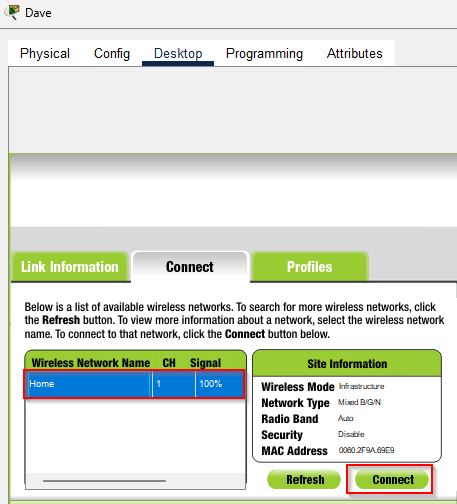 Dave
Physical Config Desktop Programming Attributes
Link Information Connect Profiles
Below is a list of available wireless networks. To search for more wireless networks, click
the Refresh button. To view more information about a network, select the wireless network
name. To connect to that network, click the Connect button below.
Wireless Network Name CH Signal
Home 1 100%
Site Information
Wireless Mode Infrastructure
Network Type Mixed B/G/N
Radio Band Auto
Security Disable
MAC Address 0060.2F9A.69E9
Refresh Connect